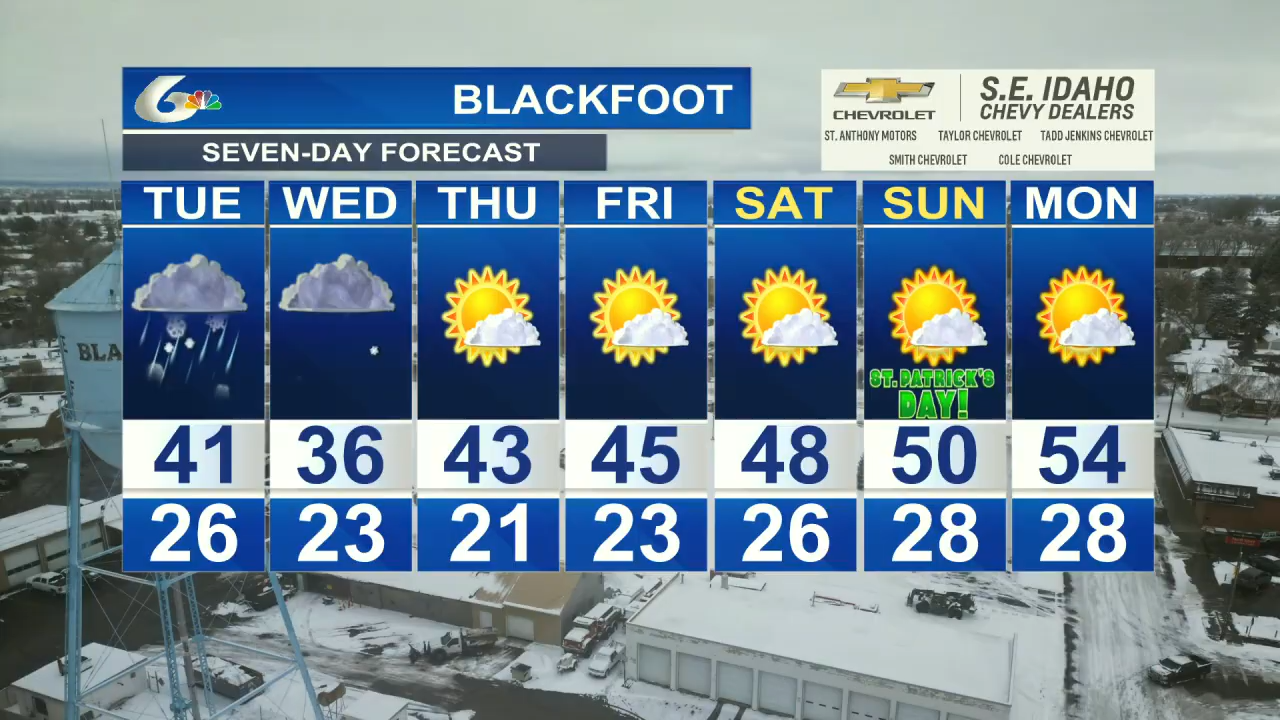 6
BLACKFOOT
SEVEN-DAY FORECAST
CHEVROLET
S.E. IDAHO
CHEVY DEALERS
ST. ANTHONY MOTORS TAYLOR CHEVROLET TADD JENKINS CHEVROLET
SMITH CHEVROLET COLE CHEVROLET
TUE WED THU FRI SAT SUN MON
ST. PATRICK'S
DAY!
41 36 43 45 48 50 54
26 23 21 23 26 28 28
BLA